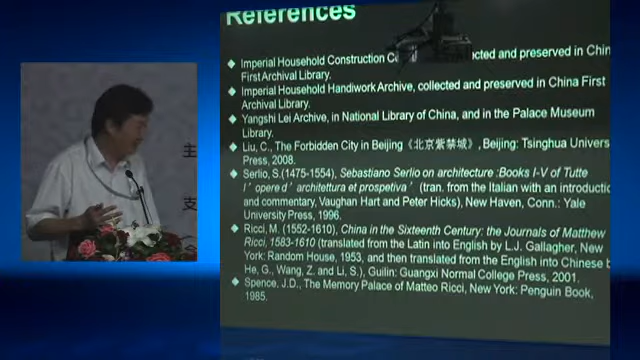 References
Imperial Household Construction ected and preserved in Chin
First Archival Library.
Imperial Household Handiwork Archive, collected and preserved in China First
Archival Library.
Yangshi Lei Archive, in National Library of China, and in the Palace Museum
Library.
Liu, C., The Forbidden City in Beijing《北京紫禁城》, Beijing: Tsinghua Univers
Press, 2008.
Serlio, S.(1475-1554), Sebastiano Serlio on architecture :Books I-V of Tutte
l' opere d' architettura et prospetiva' (tran. from the Italian with an introductio
and commentary, Vaughan Hart and Peter Hicks), New Haven, Conn.: Yale
University Press, 1996.
Ricci, M. (1552-1610), China in the Sixteenth Century: the Journals of Matthew
Ricci, 1583-1610 (translated from the Latin into English by L.J. Gallagher, New
York: Random House, 1953, and then translated from the English into Chinese b
He, G., Wang, Z. and Li, S.), Guilin: Guangxi Normal College Press, 2001.
Spence, J.D., The Memory Palace of Matteo Ricci, New York: Penguin Book,
1985.
主
支